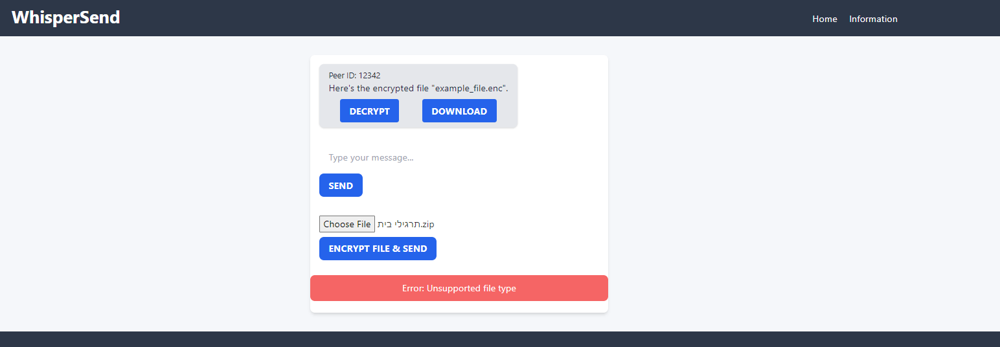 WhisperSend
Home Information
Peer ID: 12342
Here's the encrypted file "example_file.enc".
DECRYPT DOWNLOAD
Type your message...
SEND
Choose File תרגילי בית.zip
ENCRYPT FILE & SEND
Error: Unsupported file type